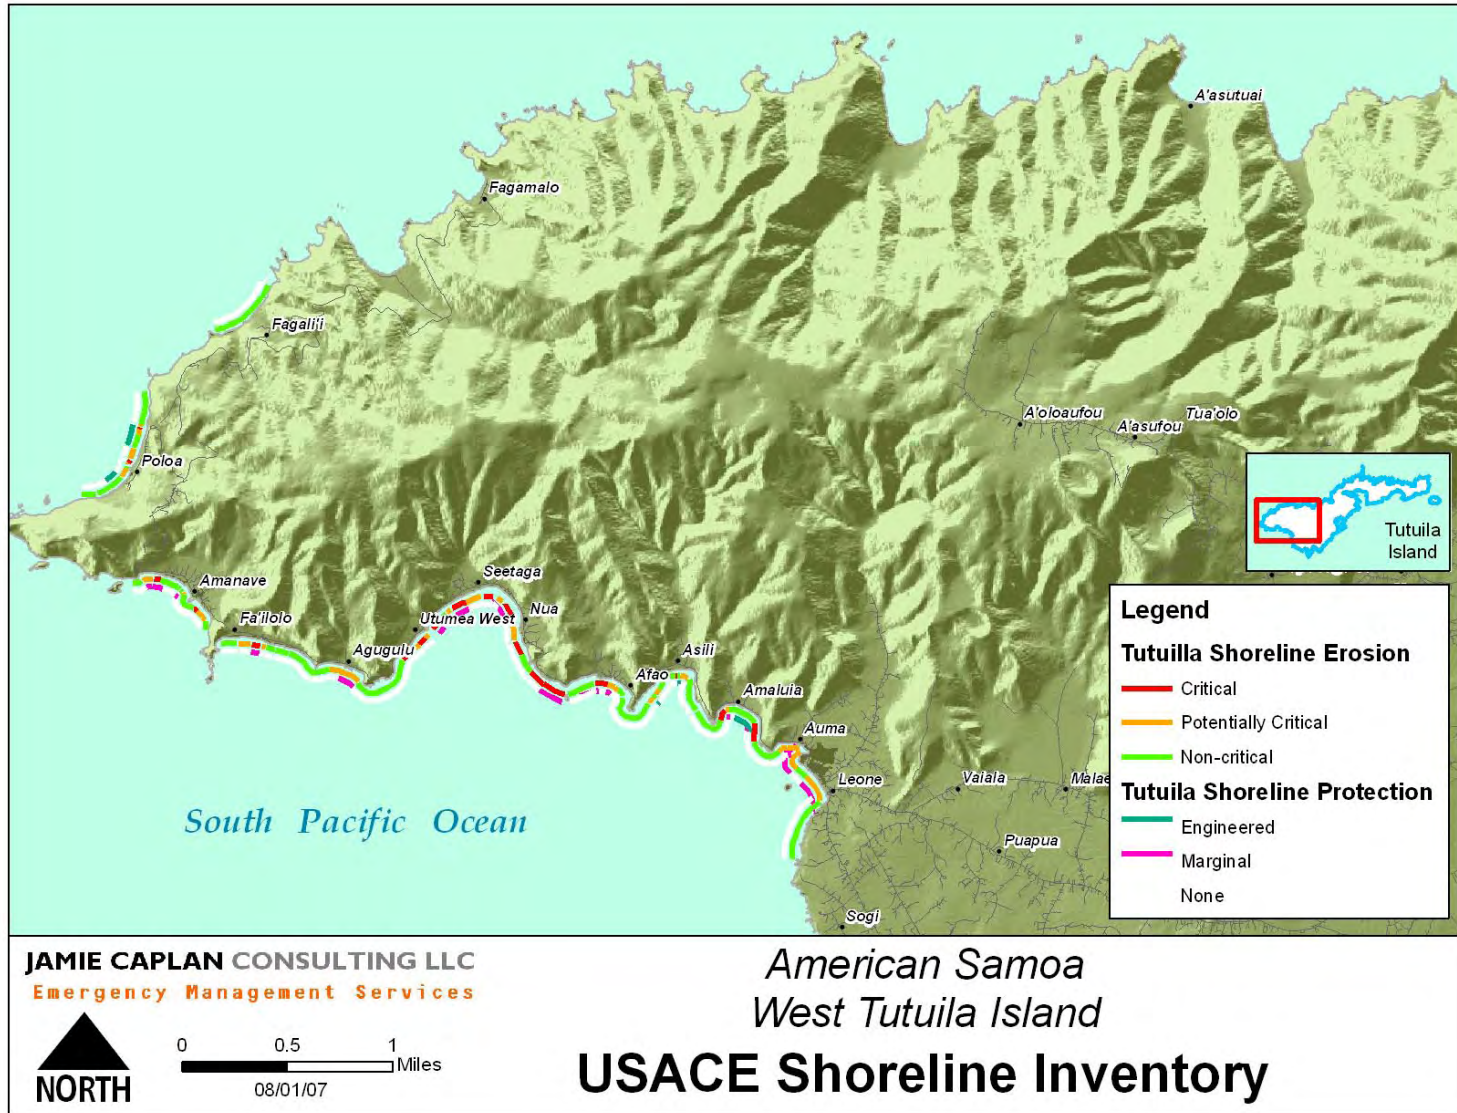 A'asutuai
Fagamalo
Fagali'i
A'oloaufou
A'asufou
Tua'olo
Poloa
Tutuila
Island
Seetaga
Amanave
Nua
Fa'ilolo
Utumea West
Agugulu
Asili
Afao
Amaluia
Auma
Leone
Vaiala
Malae
Puapua
Sogi
South Pacific Ocean
Legend
Tutuilla Shoreline Erosion
Critical
Potentially Critical
Non-critical
Tutuila Shoreline Protection
Engineered
Marginal
None
JAMIE CAPLAN CONSULTING LLC
Emergency Management Services
NORTH
0 0.5 1
Miles
08/01/07
American Samoa
West Tutuila Island
USACE Shoreline Inventory